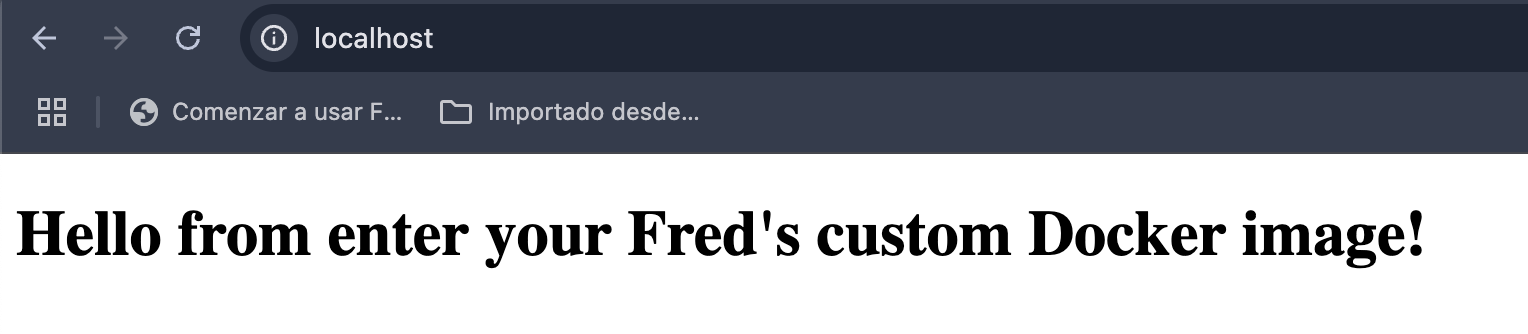 localhost
Comenzar a usar F...
Importado desde...
Hello from enter your Fred's custom Docker image!